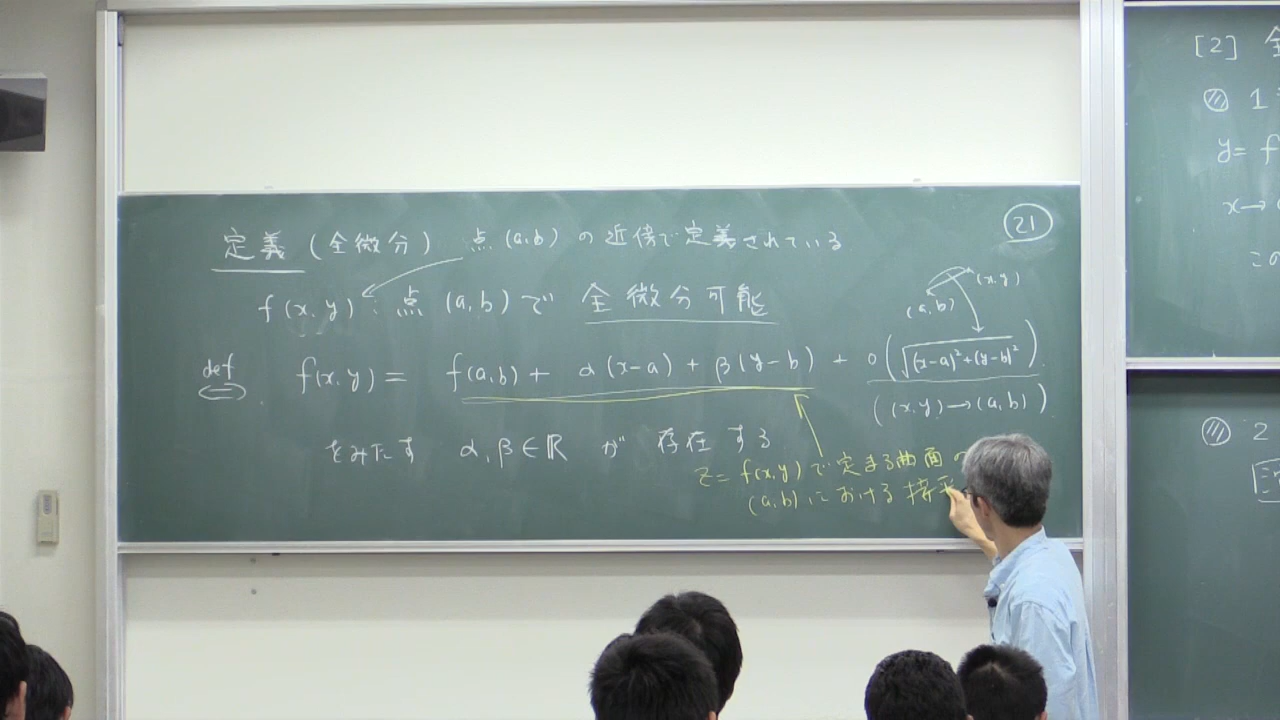 定義 (全微分) 点 (a,b) の近傍で定義されている
21
f(x,y) : 点 (a,b) で 全微分可能
(a,b) (x,y)
def
⟺ f(x,y) = f(a,b) + α(x-a) + β(y-b) + o(√(x-a)²+(y-b)²)
((x,y)→(a,b))
をみたす α,β∈ℝ が 存在する
z=f(x,y)で定まる曲面の
(a,b)における接平
[2] 全
1
y= f
x→
この
2